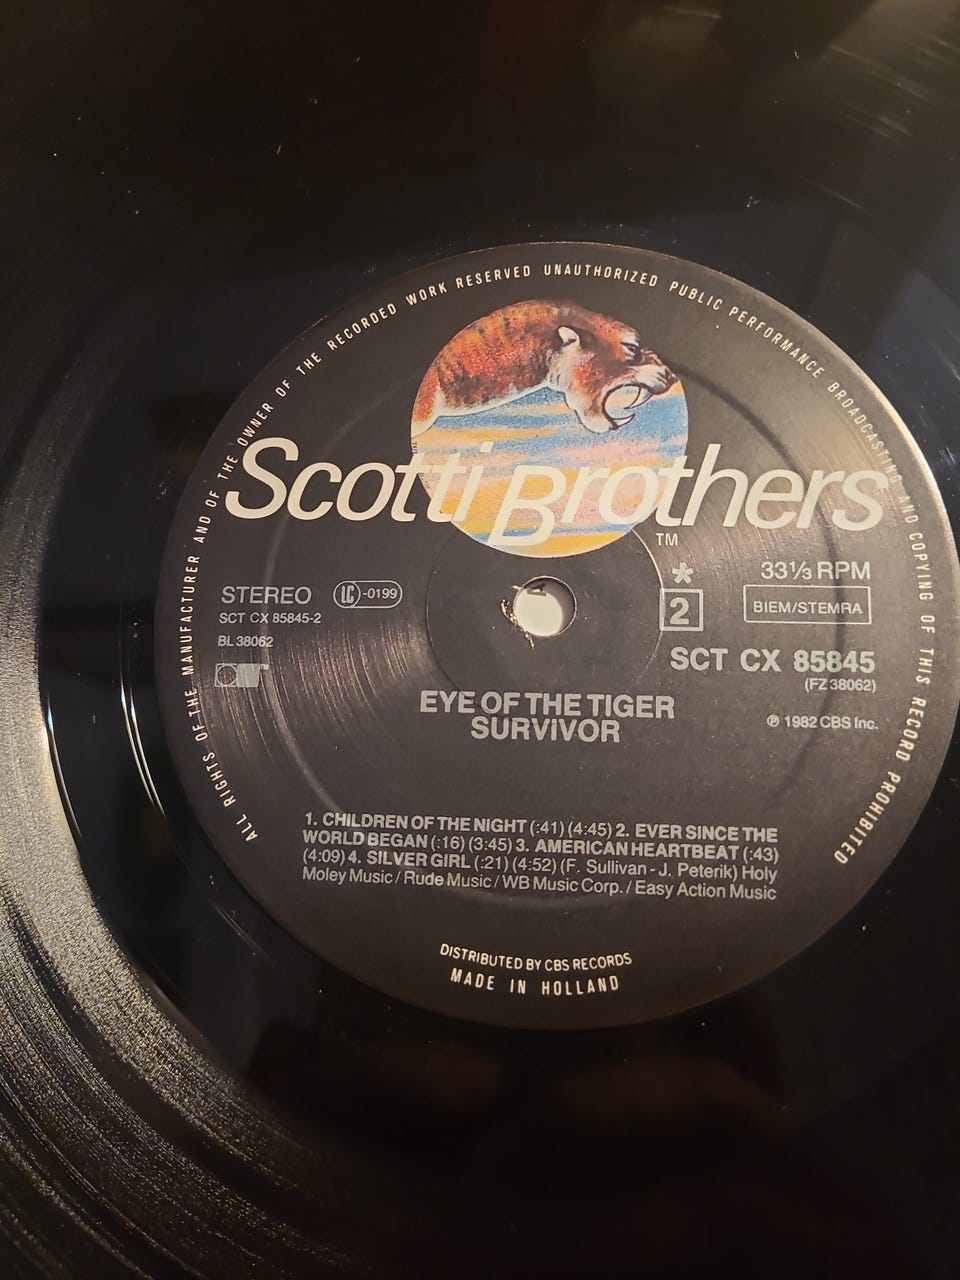 ALL RIGHTS OF THE MANUFACTURER AND OF THE OWNER OF THE RECORDED WORK RESERVED UNAUTHORIZED PUBLIC PERFORMANCE BROADCASTING AND COPYING OF THIS RECORD PROHIBITED
Scotti Brothers
TM
STEREO LC-0199
SCT CX 85845-2
BL 38062
*
2
33⅓ RPM
BIEM/STEMRA
SCT CX 85845
(FZ 38062)
℗ 1982 CBS Inc.
EYE OF THE TIGER
SURVIVOR
1. CHILDREN OF THE NIGHT (:41) (4:45) 2. EVER SINCE THE
WORLD BEGAN (:16) (3:45) 3. AMERICAN HEARTBEAT (:43)
(4:09) 4. SILVER GIRL (:21) (4:52) (F. Sullivan - J. Peterik) Holy
Moley Music / Rude Music / WB Music Corp. / Easy Action Music
DISTRIBUTED BY CBS RECORDS
MADE IN HOLLAND